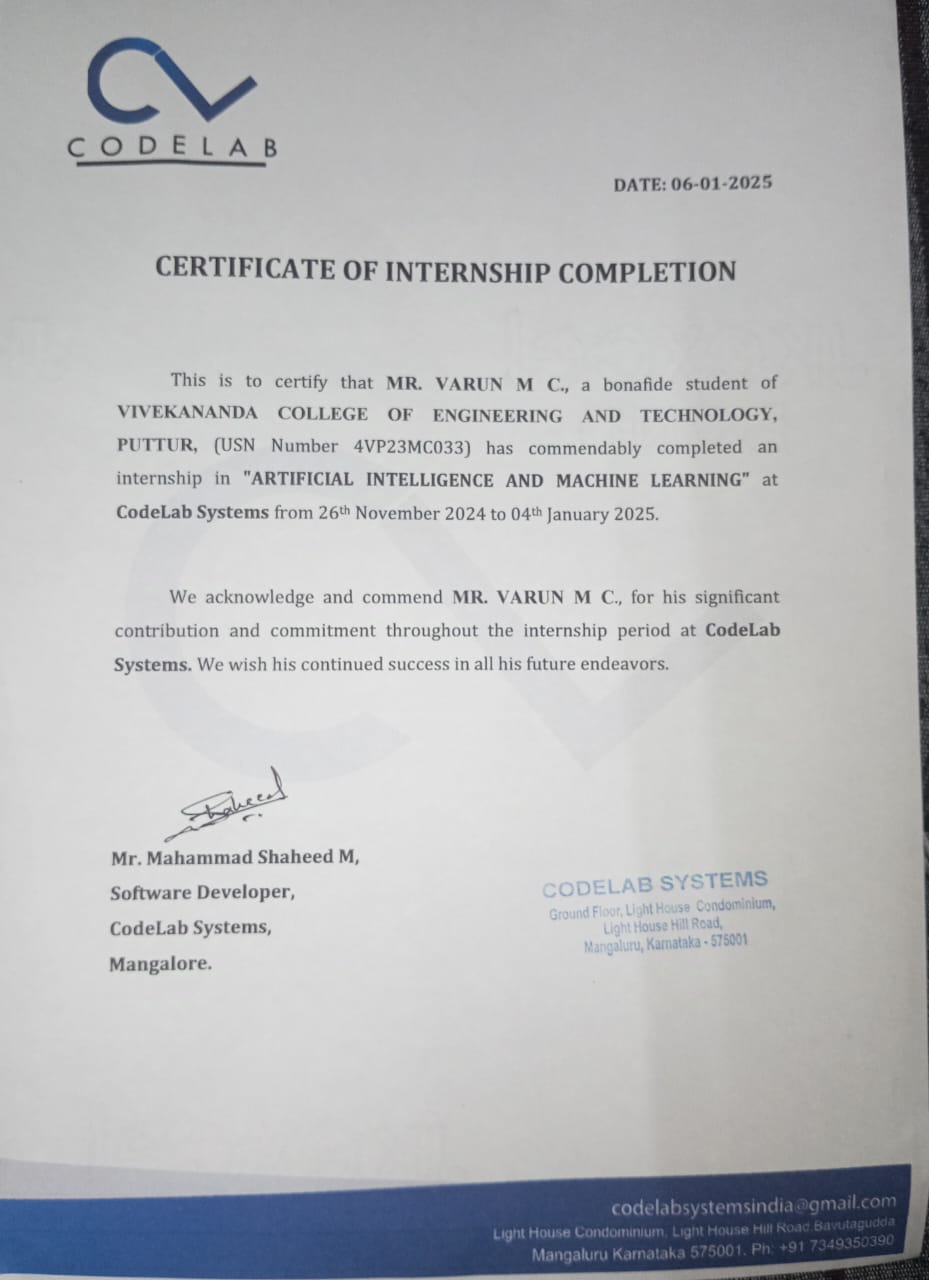 CODELAB
DATE: 06-01-2025
CERTIFICATE OF INTERNSHIP COMPLETION
This is to certify that MR. VARUN M C., a bonafide student of
VIVEKANANDA COLLEGE OF ENGINEERING AND TECHNOLOGY,
PUTTUR, (USN Number 4VP23MC033) has commendably completed an
internship in "ARTIFICIAL INTELLIGENCE AND MACHINE LEARNING" at
CodeLab Systems from 26th November 2024 to 04th January 2025.
We acknowledge and commend MR. VARUN M C., for his significant
contribution and commitment throughout the internship period at CodeLab
Systems. We wish his continued success in all his future endeavors.
Shaheed
Mr. Mahammad Shaheed M,
Software Developer,
CodeLab Systems,
Mangalore.
CODELAB SYSTEMS
Ground Floor, Light House Condominium,
Light House Hill Road,
Mangaluru, Karnataka - 575001
codelabsystemsindia@gmail.com
Light House Condominium, Light House Hill Road Bavutagudda
Mangaluru Karnataka 575001. Ph: +91 7349350390